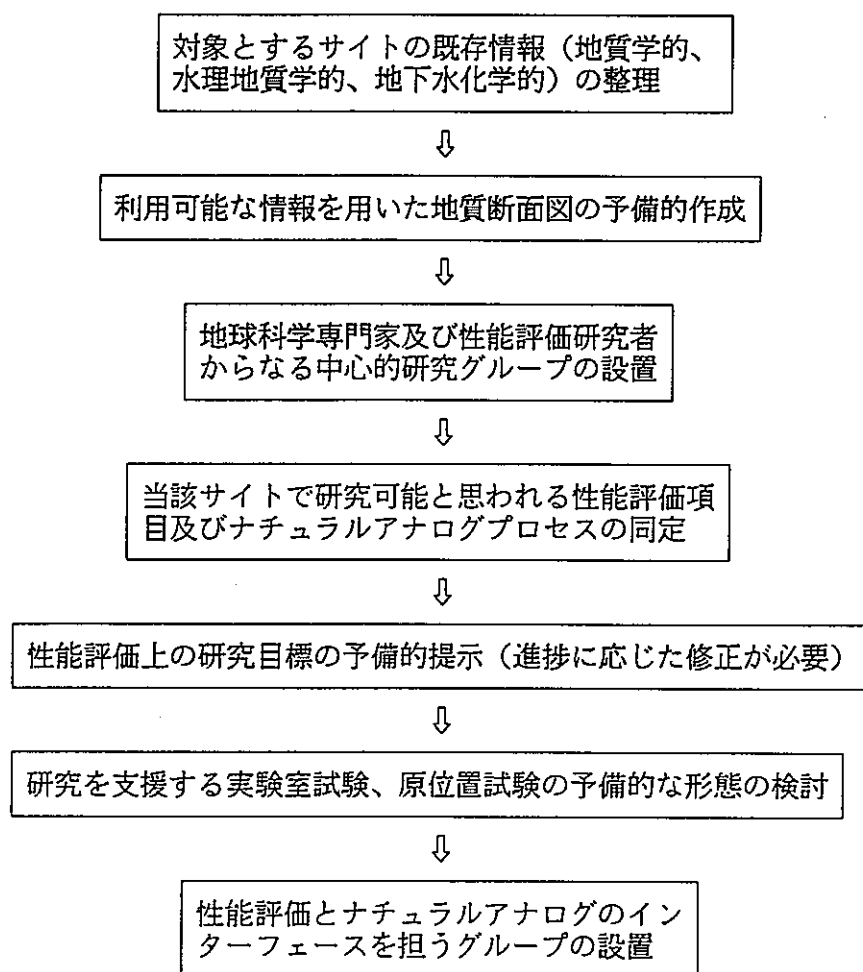 対象とするサイトの既存情報（地質学的、
水理地質学的、地下水化学的）の整理
⇩
利用可能な情報を用いた地質断面図の予備的作成
⇩
地球科学専門家及び性能評価研究者
からなる中心的研究グループの設置
⇩
当該サイトで研究可能と思われる性能評価項
目及びナチュラルアナログプロセスの同定
⇩
性能評価上の研究目標の予備的提示（進捗に応じた修正が必要）
⇩
研究を支援する実験室試験、原位置試験の予備的な形態の検討
⇩
性能評価とナチュラルアナログのイン
ターフェースを担うグループの設置